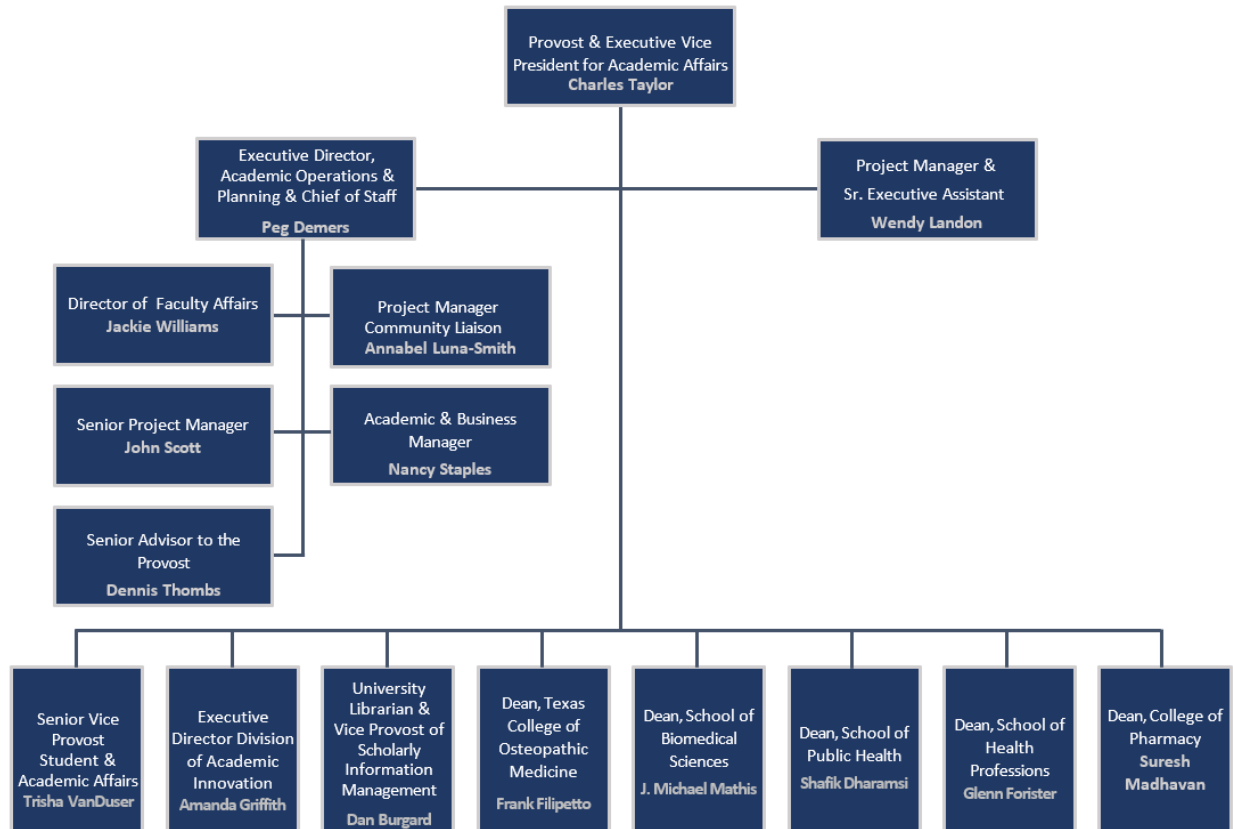 Provost & Executive Vice
President for Academic Affairs
Charles Taylor
Executive Director,
Academic Operations &
Planning & Chief of Staff
Peg Demers
Project Manager &
Sr. Executive Assistant
Wendy Landon
Director of Faculty Affairs
Jackie Williams
Project Manager
Community Liaison
Annabel Luna-Smith
Senior Project Manager
John Scott
Academic & Business
Manager
Nancy Staples
Senior Advisor to the
Provost
Dennis Thombs
Senior Vice
Provost
Student &
Academic Affairs
Trisha VanDuser
Executive
Director Division
of Academic
Innovation
Amanda Griffith
University
Librarian &
Vice Provost of
Scholarly
Information
Management
Dan Burgard
Dean, Texas
College of
Osteopathic
Medicine
Frank Filipetto
Dean, School of
Biomedical
Sciences
J. Michael Mathis
Dean, School of
Public Health
Shafik Dharamsi
Dean, School of
Health
Professions
Glenn Forister
Dean, College of
Pharmacy
Suresh
Madhavan